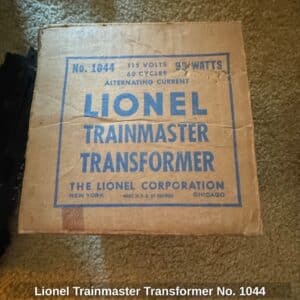 No. 1044 115 VOLTS 95 WATTS
60 CYCLES
ALTERNATING CURRENT
LIONEL
TRAINMASTER
TRANSFORMER
THE LIONEL CORPORATION
NEW YORK CHICAGO
Lionel Trainmaster Transformer No. 1044